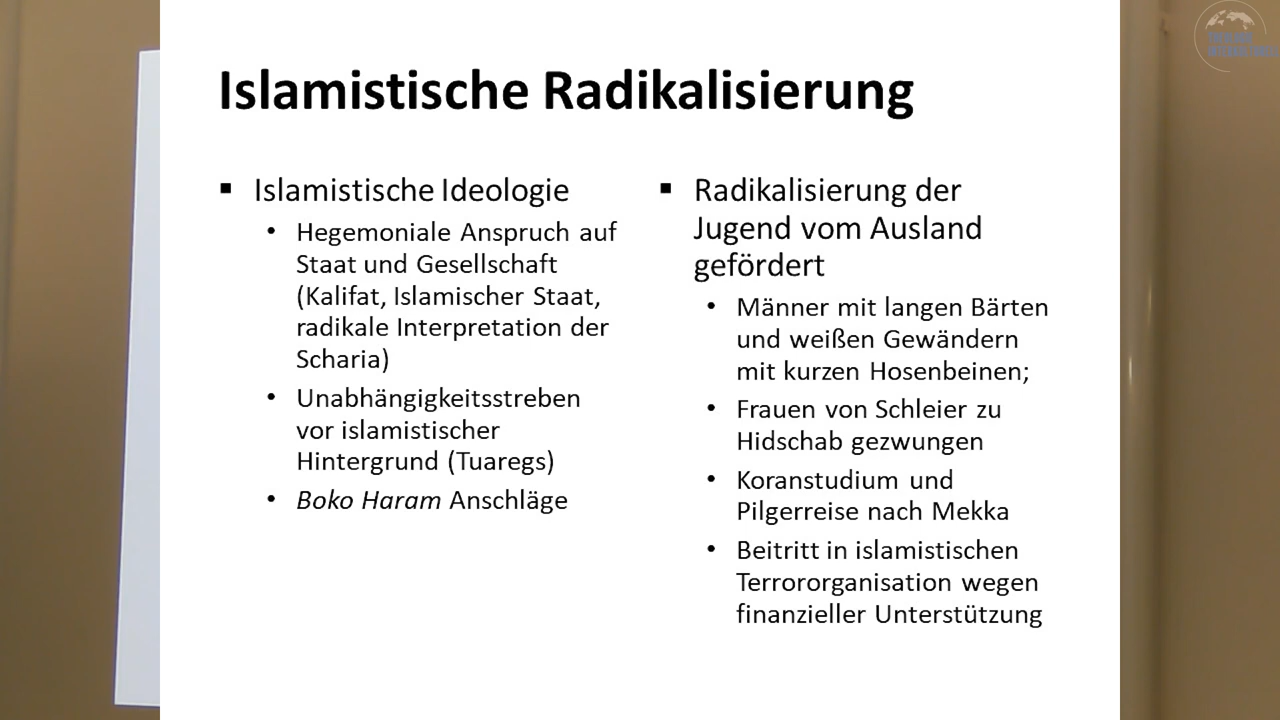 Islamistische Radikalisierung
▪ Islamistische Ideologie
• Hegemoniale Anspruch auf
Staat und Gesellschaft
(Kalifat, Islamischer Staat,
radikale Interpretation der
Scharia)
• Unabhängigkeitsstreben
vor islamistischer
Hintergrund (Tuaregs)
• Boko Haram Anschläge
▪ Radikalisierung der
Jugend vom Ausland
gefördert
• Männer mit langen Bärten
und weißen Gewändern
mit kurzen Hosenbeinen;
• Frauen von Schleier zu
Hidschab gezwungen
• Koranstudium und
Pilgerreise nach Mekka
• Beitritt in islamistischen
Terrororganisation wegen
finanzieller Unterstützung